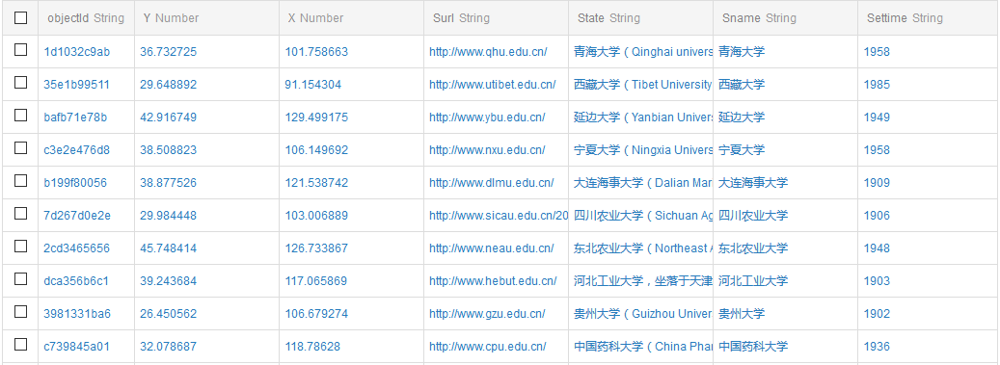 objectId String Y Number X Number Surl String State String Sname String Settime String
1d1032c9ab 36.732725 101.758663 http://www.qhu.edu.cn/ 青海大学（Qinghai univers 青海大学 1958
35e1b99511 29.648892 91.154304 http://www.utibet.edu.cn/ 西藏大学（Tibet University 西藏大学 1985
bafb71e78b 42.916749 129.499175 http://www.ybu.edu.cn/ 延边大学（Yanbian Univers 延边大学 1949
c3e2e476d8 38.508823 106.149692 http://www.nxu.edu.cn/ 宁夏大学（Ningxia Univers 宁夏大学 1958
b199f80056 38.877526 121.538742 http://www.dlmu.edu.cn/ 大连海事大学（Dalian Mar 大连海事大学 1909
7d267d0e2e 29.984448 103.006889 http://www.sicau.edu.cn/20 四川农业大学（Sichuan Ag 四川农业大学 1906
2cd3465656 45.748414 126.733867 http://www.neau.edu.cn/ 东北农业大学（Northeast A 东北农业大学 1948
dca356b6c1 39.243684 117.065869 http://www.hebut.edu.cn/ 河北工业大学，坐落于天津 河北工业大学 1903
3981331ba6 26.450562 106.679274 http://www.gzu.edu.cn/ 贵州大学（Guizhou Univer 贵州大学 1902
c739845a01 32.078687 118.78628 http://www.cpu.edu.cn/ 中国药科大学（China Phar 中国药科大学 1936